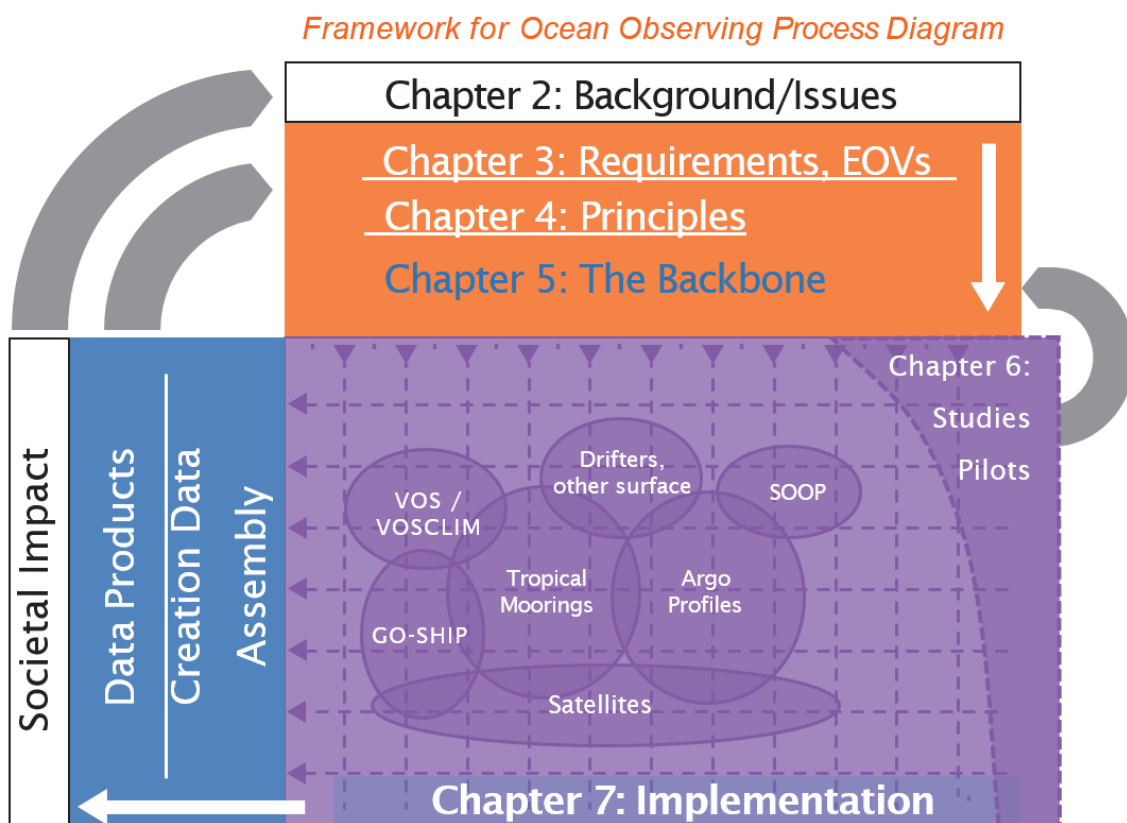 Framework for Ocean Observing Process Diagram
Chapter 2: Background/Issues
Chapter 3: Requirements, EOVs
Chapter 4: Principles
Chapter 5: The Backbone
Chapter 6:
Studies
Pilots
Drifters,
other surface
SOOP
VOS /
VOSCLIM
Tropical
Moorings
Argo
Profiles
GO-SHIP
Satellites
Societal Impact
Data Products
Creation Data
Assembly
Chapter 7: Implementation